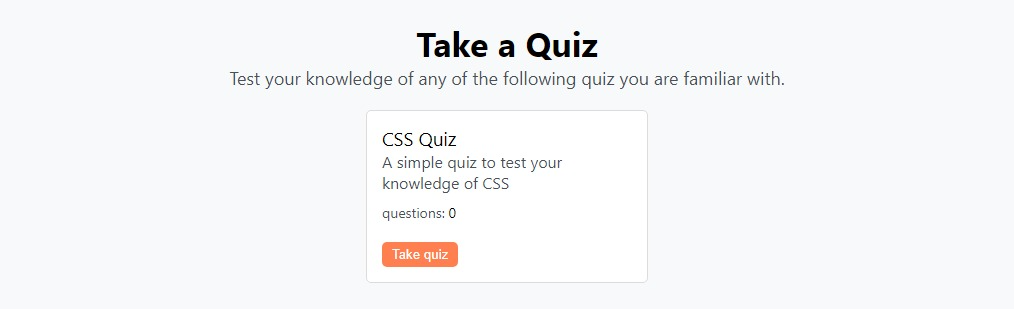 Take a Quiz
Test your knowledge of any of the following quiz you are familiar with.
CSS Quiz
A simple quiz to test your
knowledge of CSS
questions: 0
Take quiz